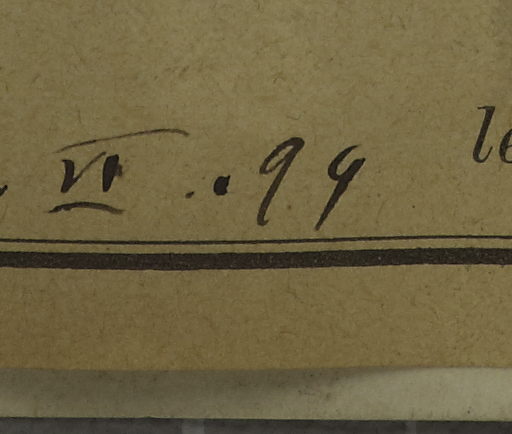 VI . . 99 le